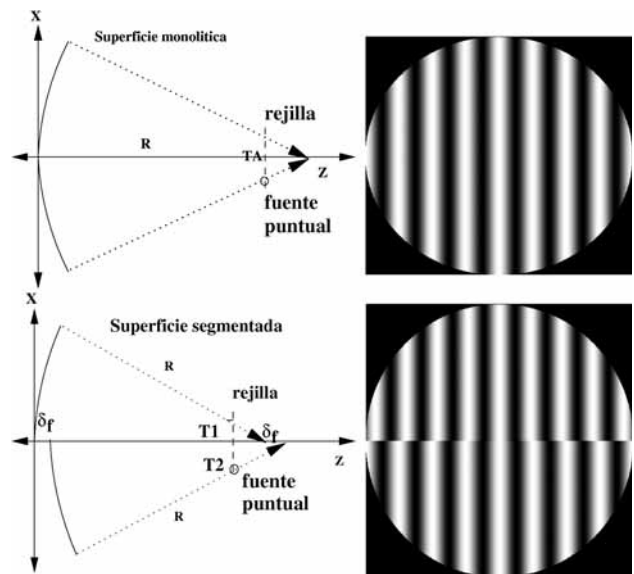 X
Superficie monolitica
rejilla
R
TA
Z
fuente
puntual
X
Superficie segmentada
R
rejilla
δf
T1
δf
T2
Z
fuente
puntual
R